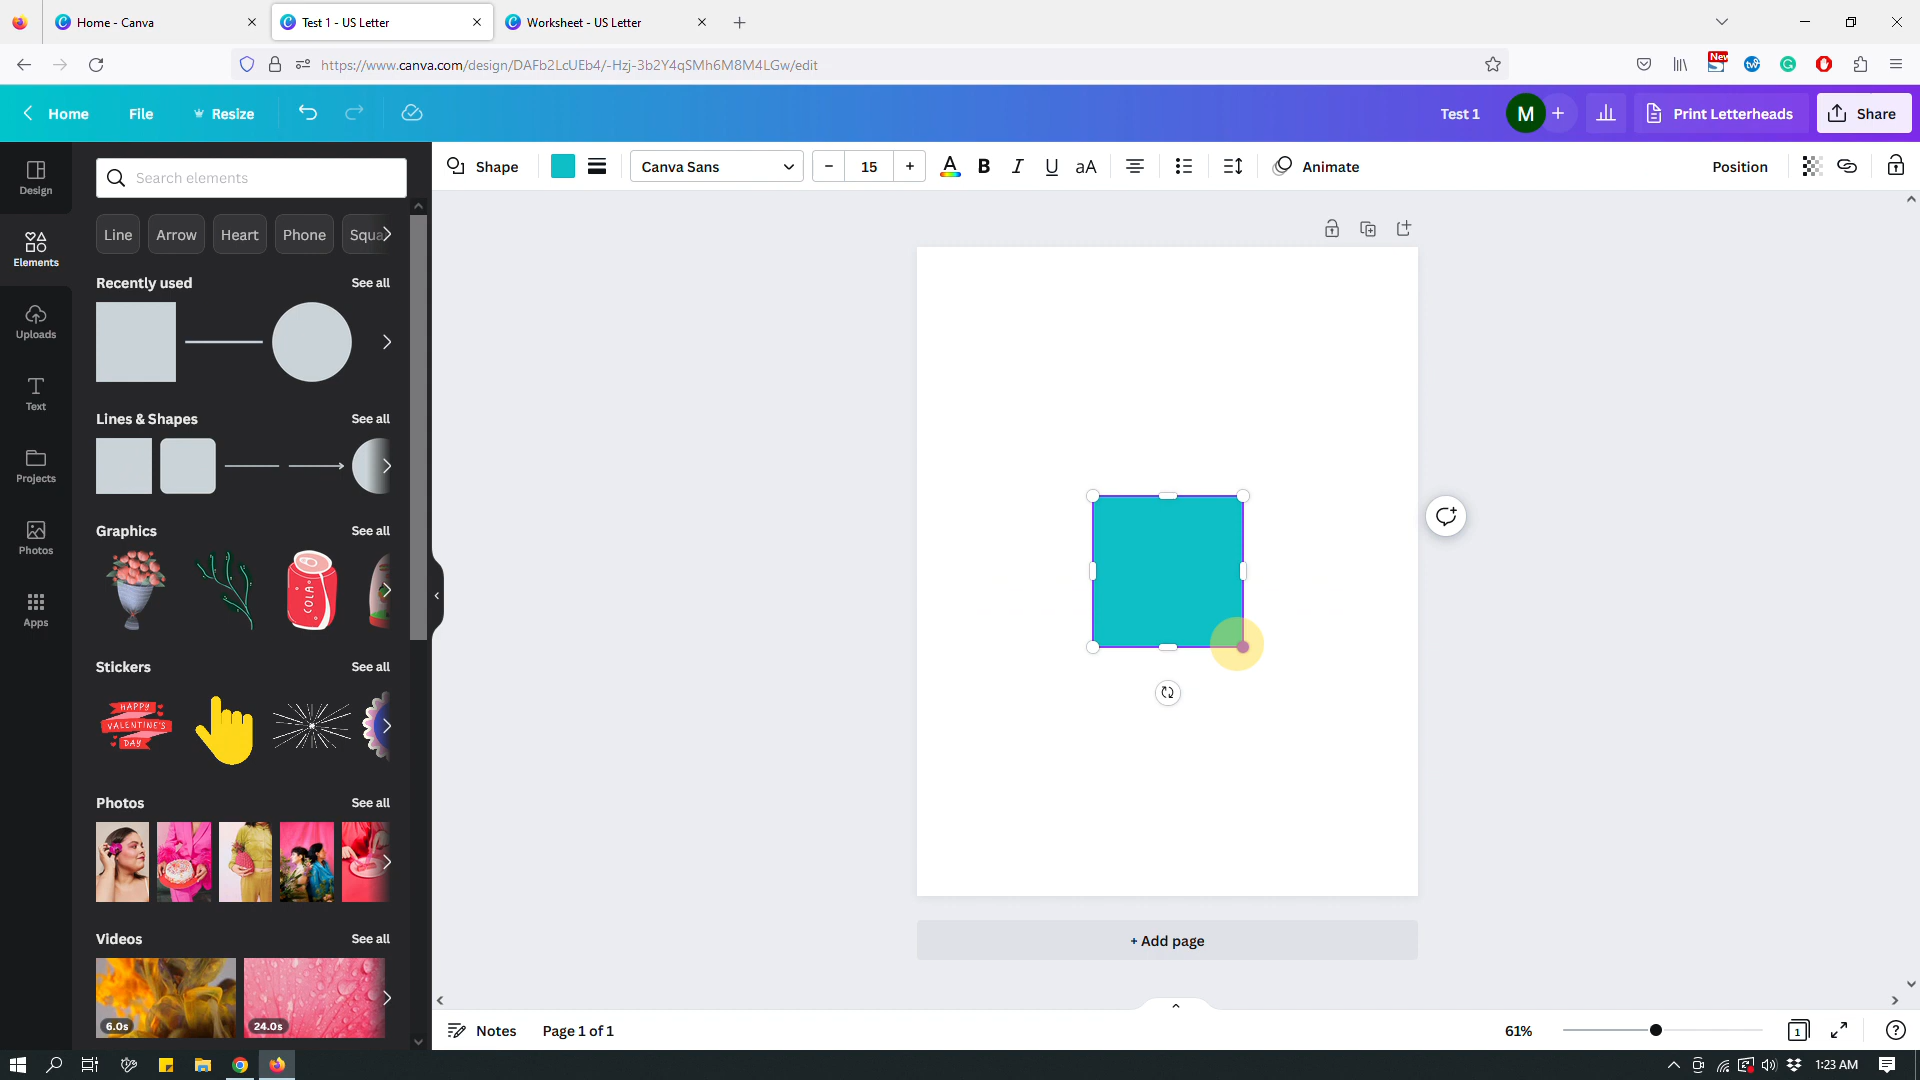 Home - Canva
Test 1 - US Letter
Worksheet - US Letter
https://www.canva.com/design/DAFb2LcUEb4/-Hzj-3b2Y4qSMh6M8M4LGw/edit
New
Home
File
Resize
Test 1
M
Print Letterheads
Share
Shape
Canva Sans
15
A
B
I
U
aA
Animate
Position
Design
Elements
Uploads
Text
Projects
Photos
Apps
Search elements
Line
Arrow
Heart
Phone
Squa
Recently used
See all
Lines & Shapes
See all
Graphics
See all
COLA
Stickers
See all
HAPPY
VALENTINE'S
DAY
Photos
See all
Videos
See all
6.0s
24.0s
+ Add page
Notes
Page 1 of 1
61%
1
1:23 AM